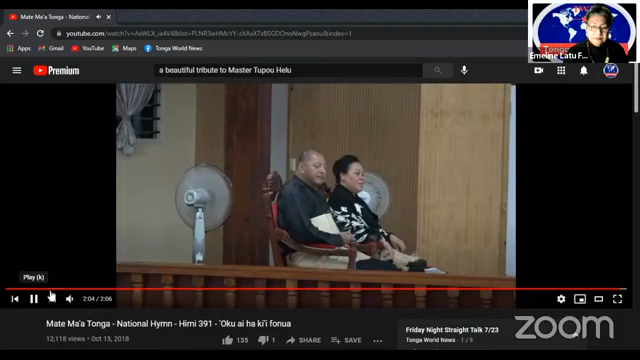 Mate Ma'a Tonga - National
youtube.com/watch?v=AxWLX_ia4V4&list=PLNR3wHMcYY-zXAxX7xBSGDOnoNwgPsanu&index=1
Apps
Gmail
YouTube
Maps
Tonga World News
Premium
a beautiful tribute to Master Tupou Helu
Emeline Latu F...
Play (k)
2:04 / 2:06
Mate Ma'a Tonga - National Hymn - Himi 391 - 'Oku ai ha ki'i fonua
12,118 views • Oct 15, 2018
135
1
SHARE
SAVE
Friday Night Straight Talk 7/23
Tonga World News - 1 / 9
zoom